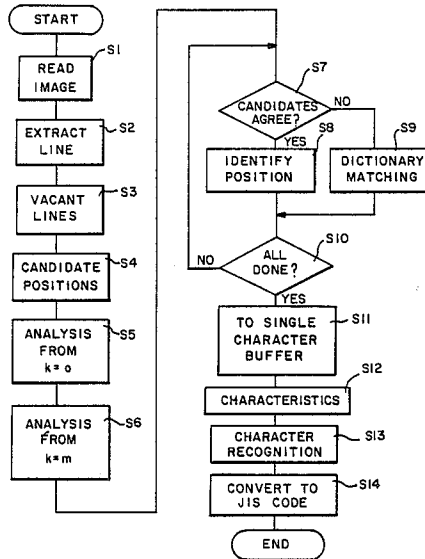 START
S1
READ
IMAGE
S2
EXTRACT
LINE
S3
VACANT
LINES
S4
CANDIDATE
POSITIONS
S5
ANALYSIS
FROM
k=o
S6
ANALYSIS
FROM
k=m
S7
CANDIDATES
AGREE?
NO
YES
S8
S9
IDENTIFY
POSITION
DICTIONARY
MATCHING
S10
NO
ALL
DONE?
YES
S11
TO SINGLE
CHARACTER
BUFFER
S12
CHARACTERISTICS
S13
CHARACTER
RECOGNITION
S14
CONVERT TO
JIS CODE
END